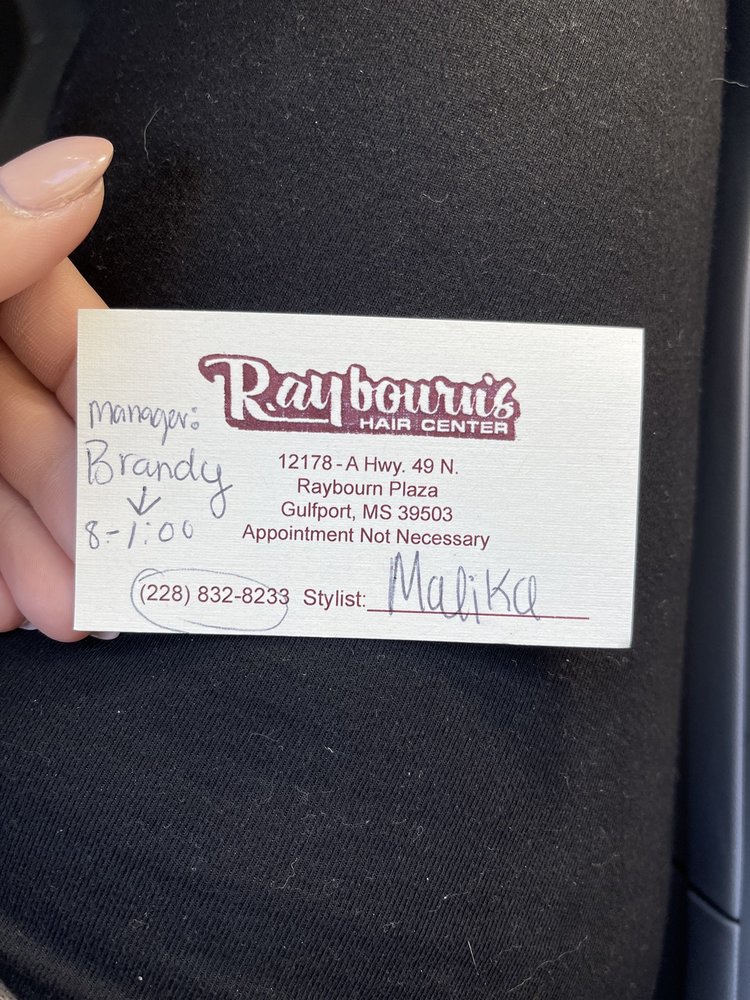 Raybourn's
HAIR CENTER
manager:
Brandy
↓
8-1:00
12178-A Hwy. 49 N.
Raybourn Plaza
Gulfport, MS 39503
Appointment Not Necessary
(228) 832-8233 Stylist: Malika